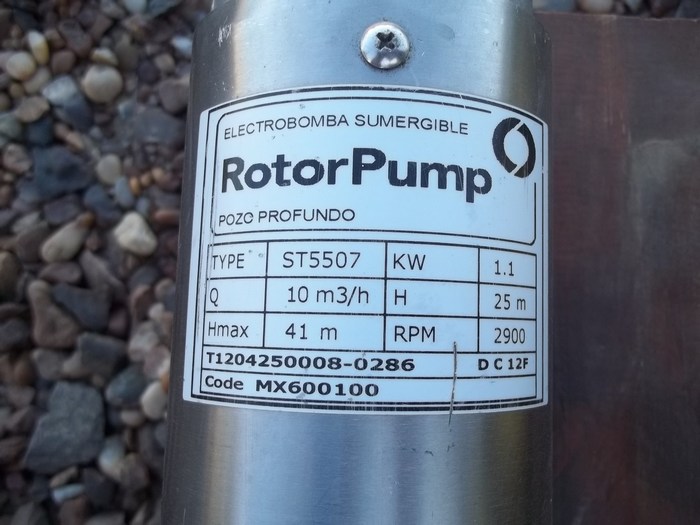 ELECTROBOMBA SUMERGIBLE
RotorPump
POZO PROFUNDO
TYPE ST5507 KW 1.1
Q 10 m3/h H 25 m
Hmax 41 m RPM 2900
T1204250008-0286 D C 12F
Code MX600100